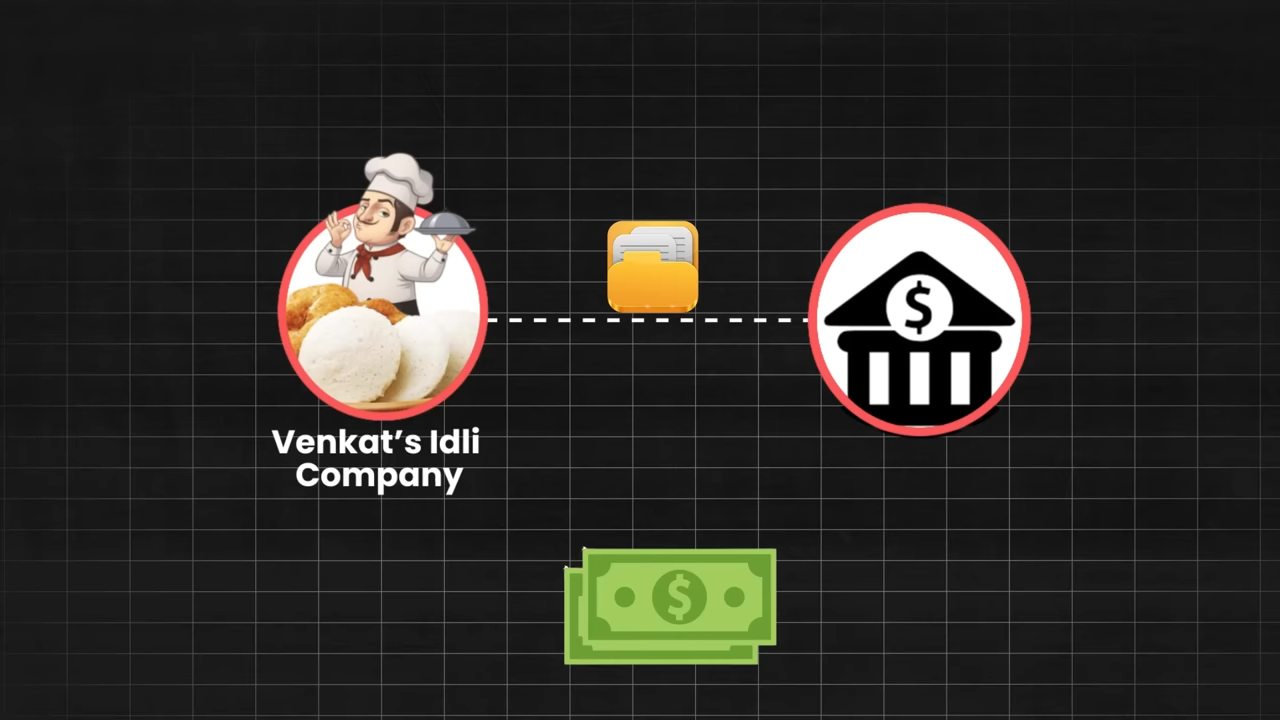 Venkat’s Idli
Company
$
$